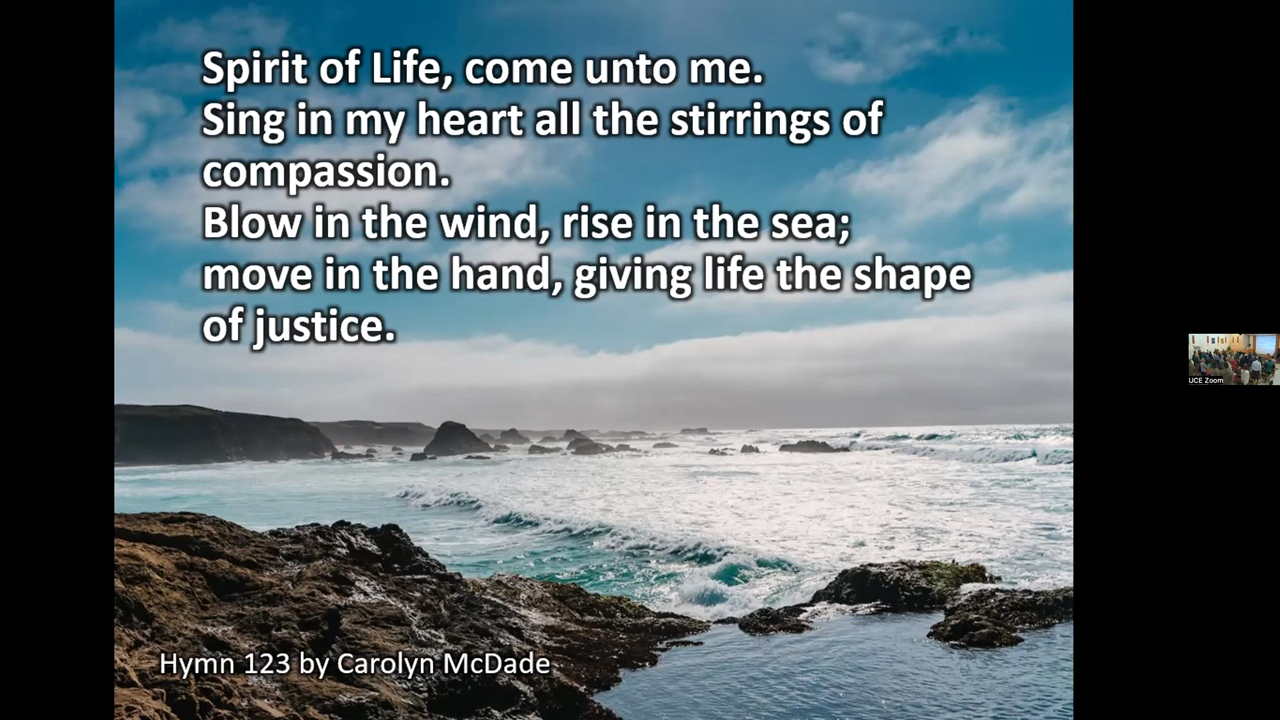 Spirit of Life, come unto me.
Sing in my heart all the stirrings of
compassion.
Blow in the wind, rise in the sea;
move in the hand, giving life the shape
of justice.
Hymn 123 by Carolyn McDade
UCE Zoom